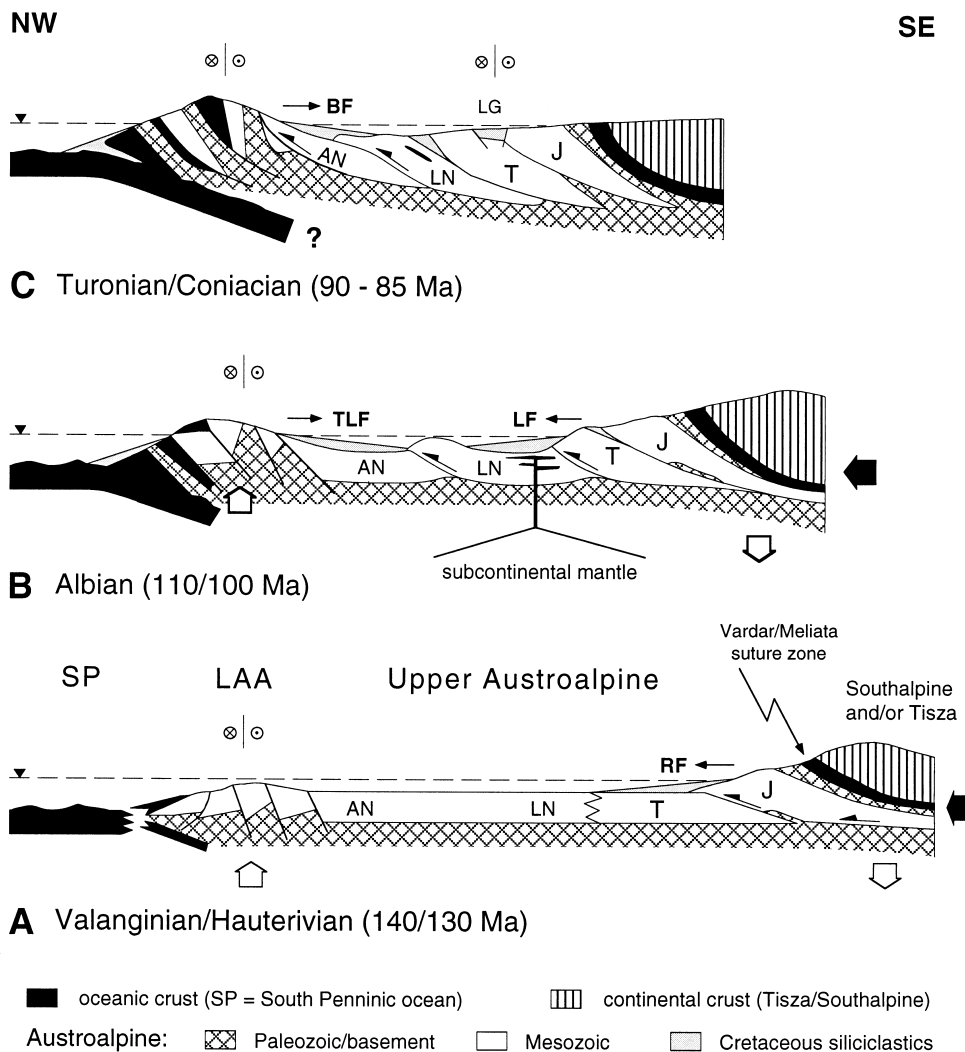 NW
SE
BF
LG
AN
LN
T
J
?
C Turonian/Coniacian (90 - 85 Ma)
TLF
LF
AN
LN
T
J
subcontinental mantle
B Albian (110/100 Ma)
Vardar/Meliata
suture zone
SP
LAA
Upper Austroalpine
Southalpine
and/or Tisza
RF
AN
LN
T
J
A Valanginian/Hauterivian (140/130 Ma)
oceanic crust (SP = South Penninic ocean)
continental crust (Tisza/Southalpine)
Austroalpine:
Paleozoic/basement
Mesozoic
Cretaceous siliciclastics